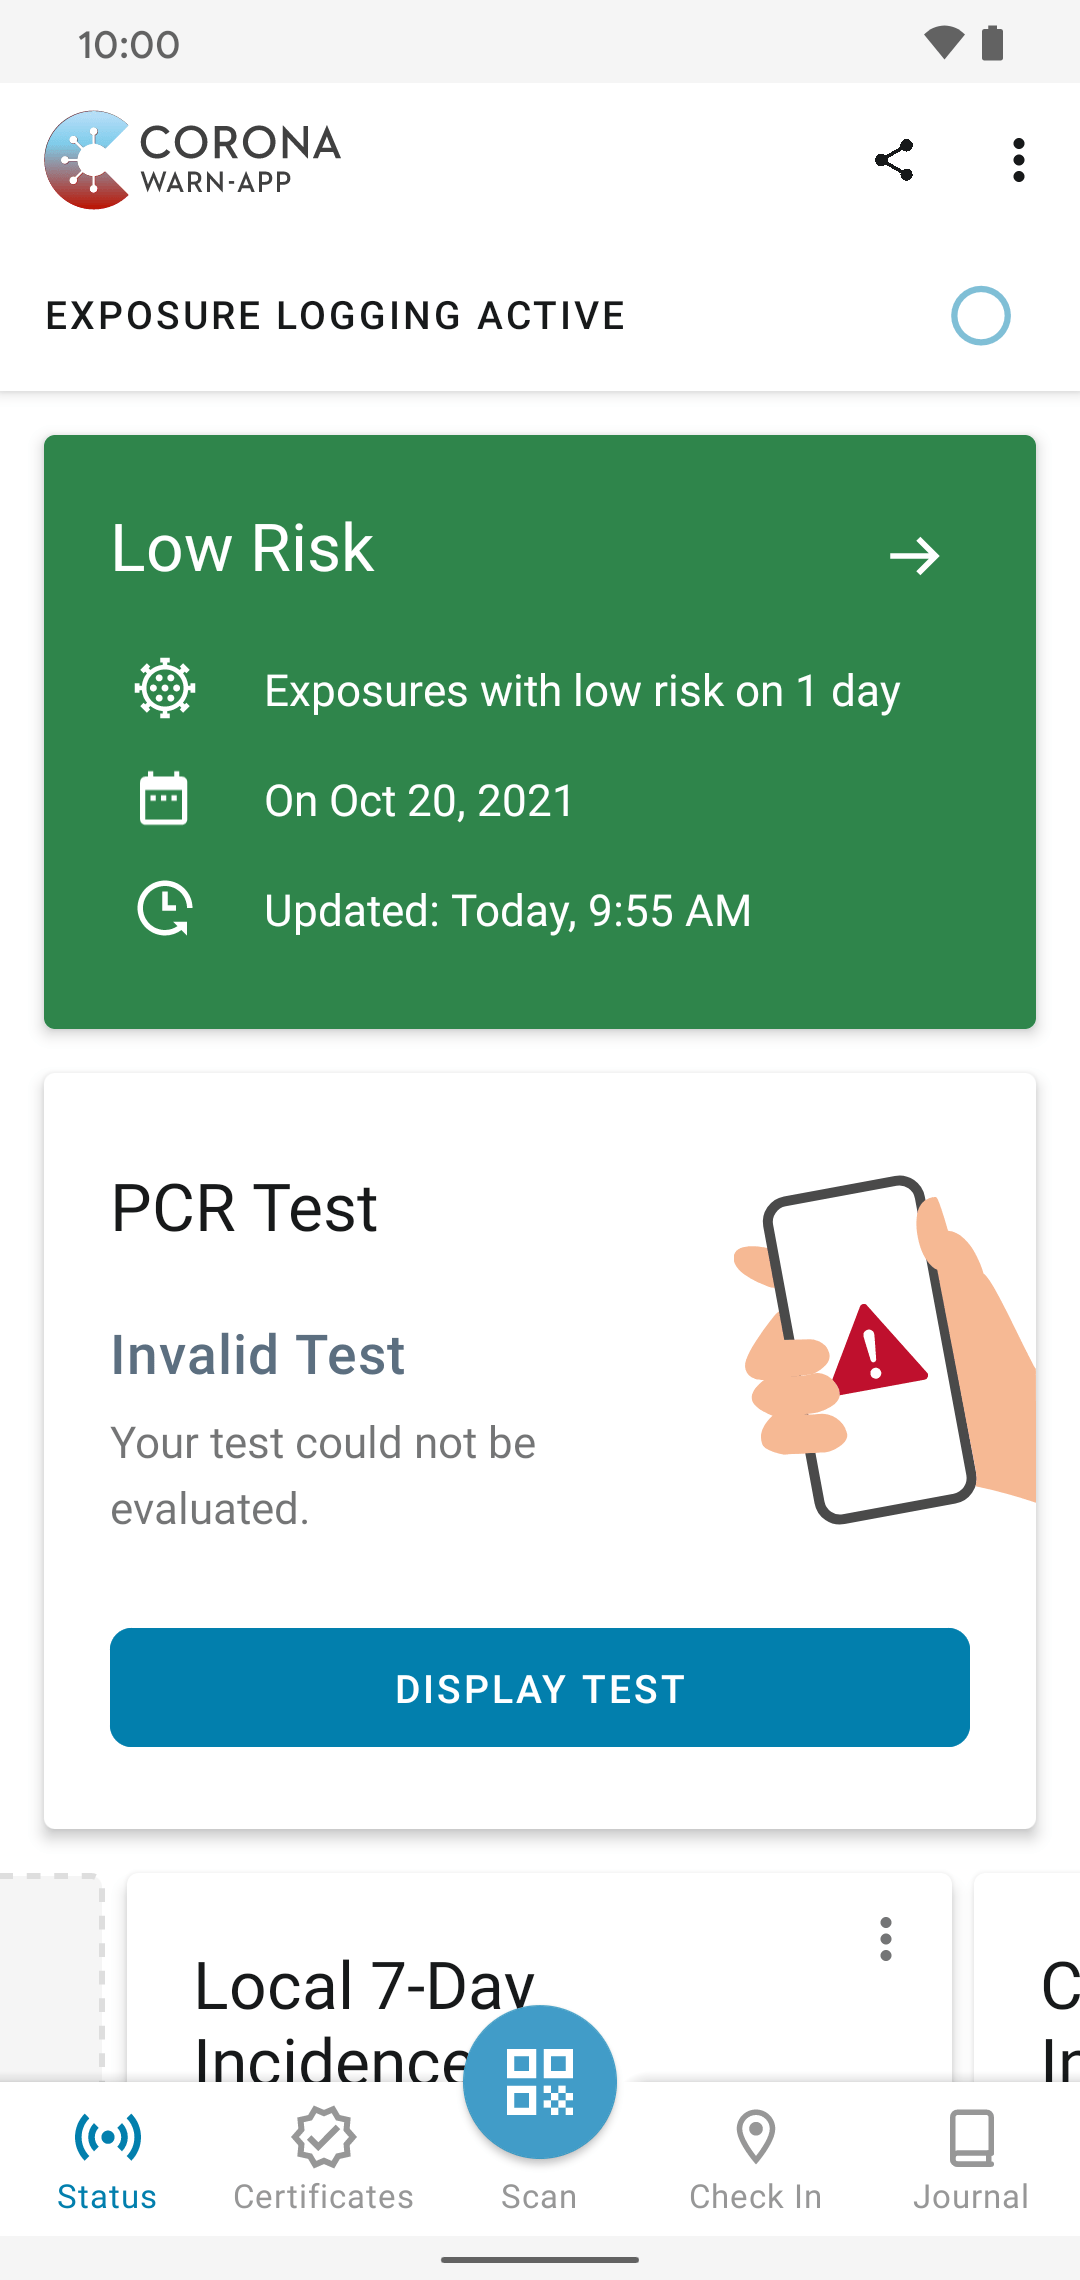 10:00
CORONA
WARN-APP
EXPOSURE LOGGING ACTIVE
Low Risk
Exposures with low risk on 1 day
On Oct 20, 2021
Updated: Today, 9:55 AM
PCR Test
Invalid Test
Your test could not be
evaluated.
DISPLAY TEST
Local 7-Day
Incidence
Status
Certificates
Scan
Check In
Journal